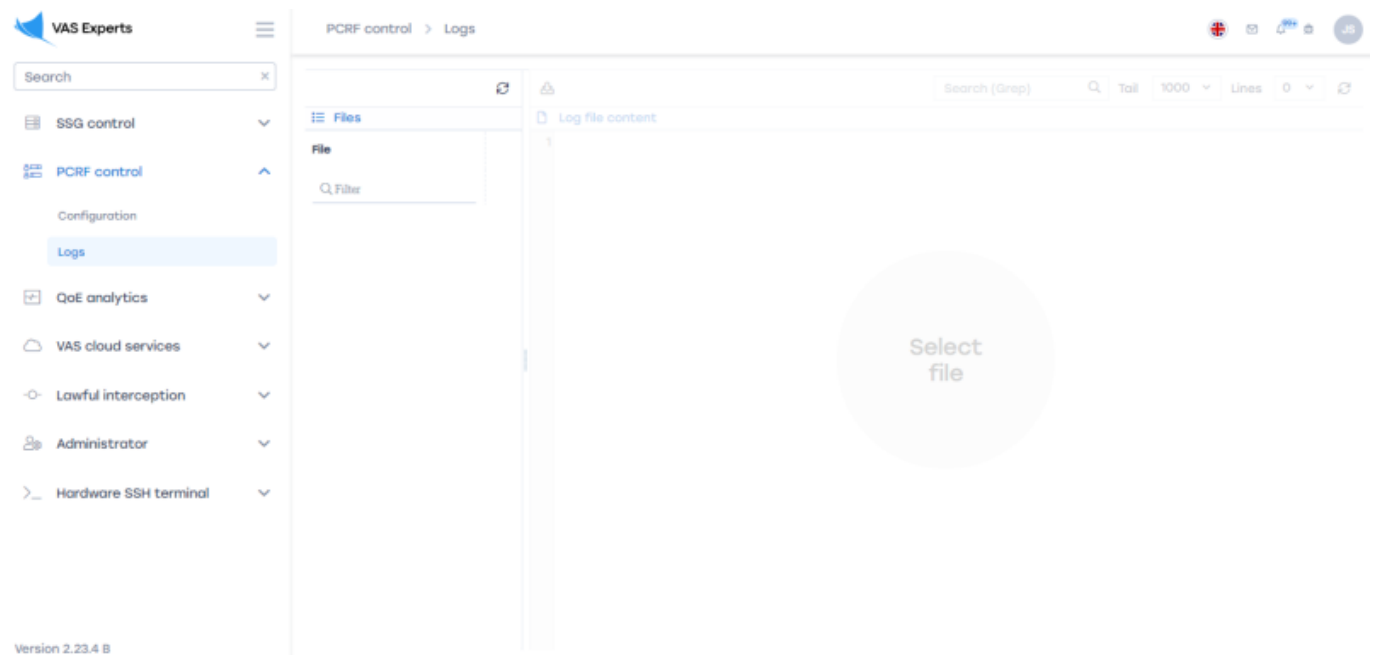 VAS Experts
PCRF control > Logs
99+
JS
Search
Search (Grep)
Tail
1000
Lines
0
SSG control
Files
Log file content
File
1
PCRF control
Filter
Configuration
Logs
QoE analytics
VAS cloud services
Select
file
Lawful interception
Administrator
Hardware SSH terminal
Version 2.23.4 B